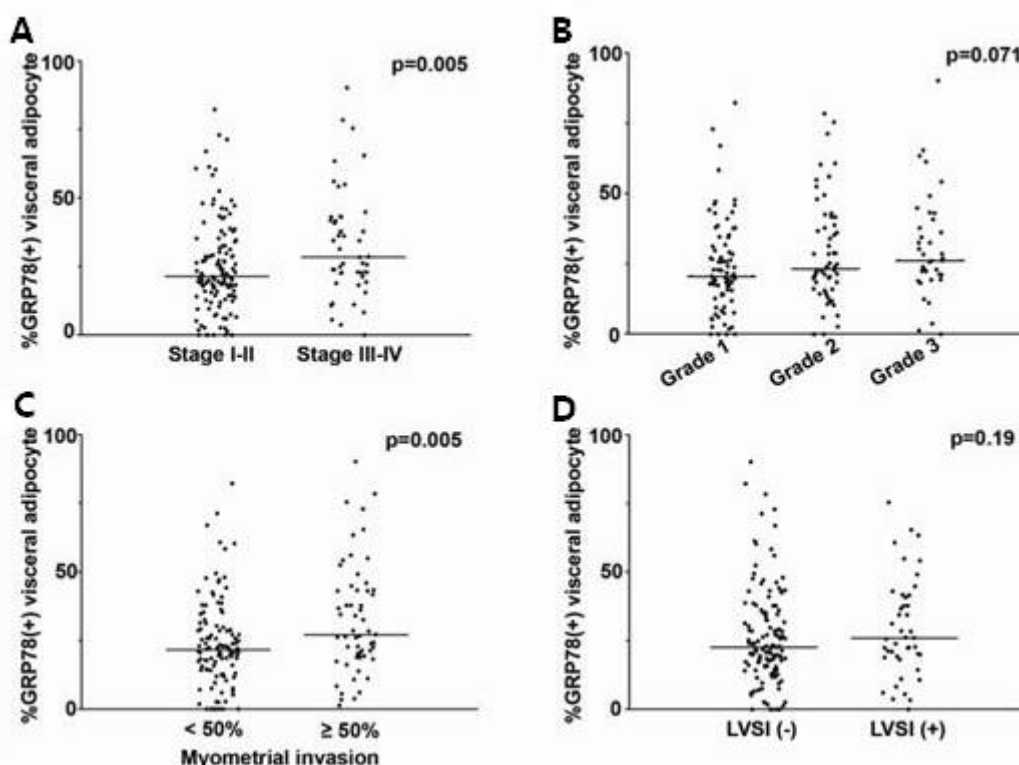 A
%GRP78(+) visceral adipocyte
100
50
0
p=0.005
Stage I-II
Stage III-IV
B
%GRP78(+) visceral adipocyte
100
50
0
p=0.071
Grade 1
Grade 2
Grade 3
C
%GRP78(+) visceral adipocyte
100
50
0
p=0.005
< 50%
≥ 50%
Myometrial invasion
D
%GRP78(+) visceral adipocyte
100
50
0
p=0.19
LVSI (-)
LVSI (+)